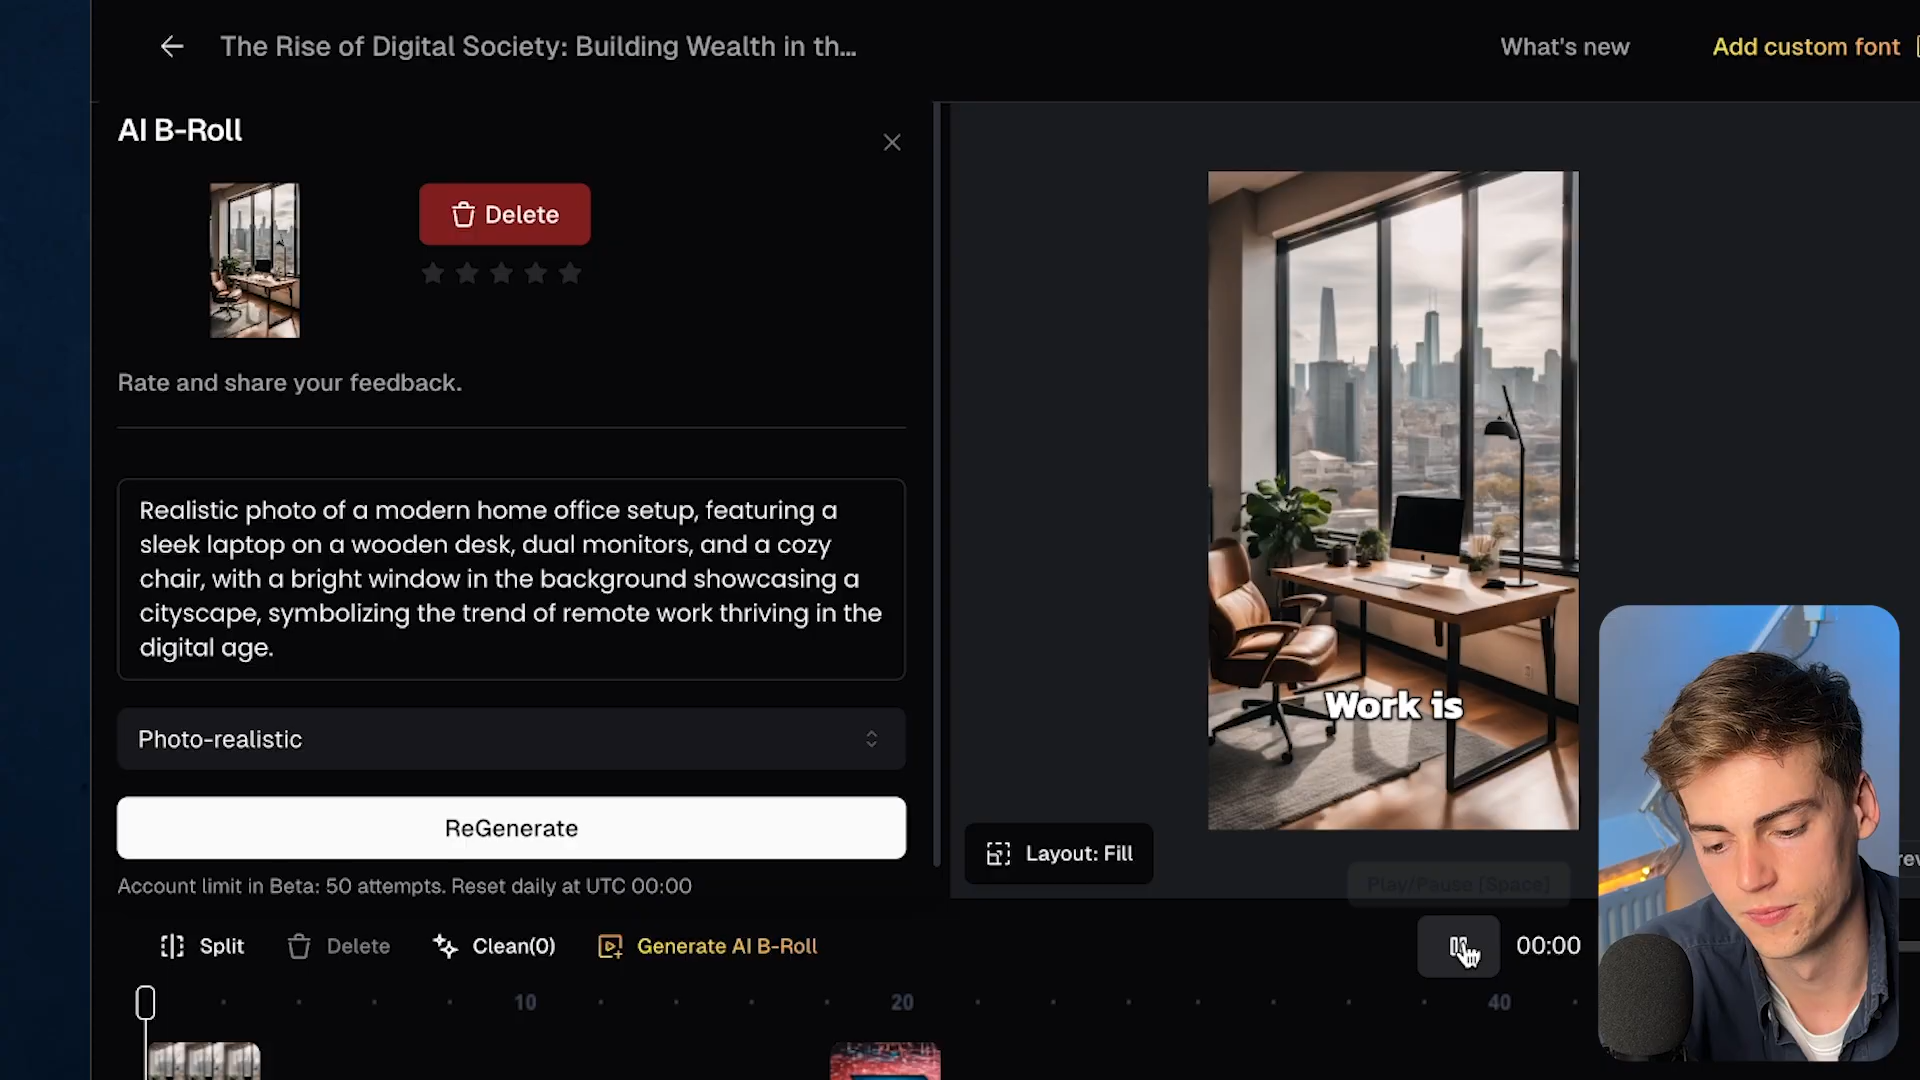 The Rise of Digital Society: Building Wealth in th...
What's new
Add custom font
AI B-Roll
Delete
Rate and share your feedback.
Realistic photo of a modern home office setup, featuring a
sleek laptop on a wooden desk, dual monitors, and a cozy
chair, with a bright window in the background showcasing a
cityscape, symbolizing the trend of remote work thriving in the
digital age.
Photo-realistic
ReGenerate
Account limit in Beta: 50 attempts. Reset daily at UTC 00:00
Work is
Layout: Fill
Play/Pause [Space]
Split
Delete
Clean(0)
Generate AI B-Roll
00:00
10
20
40